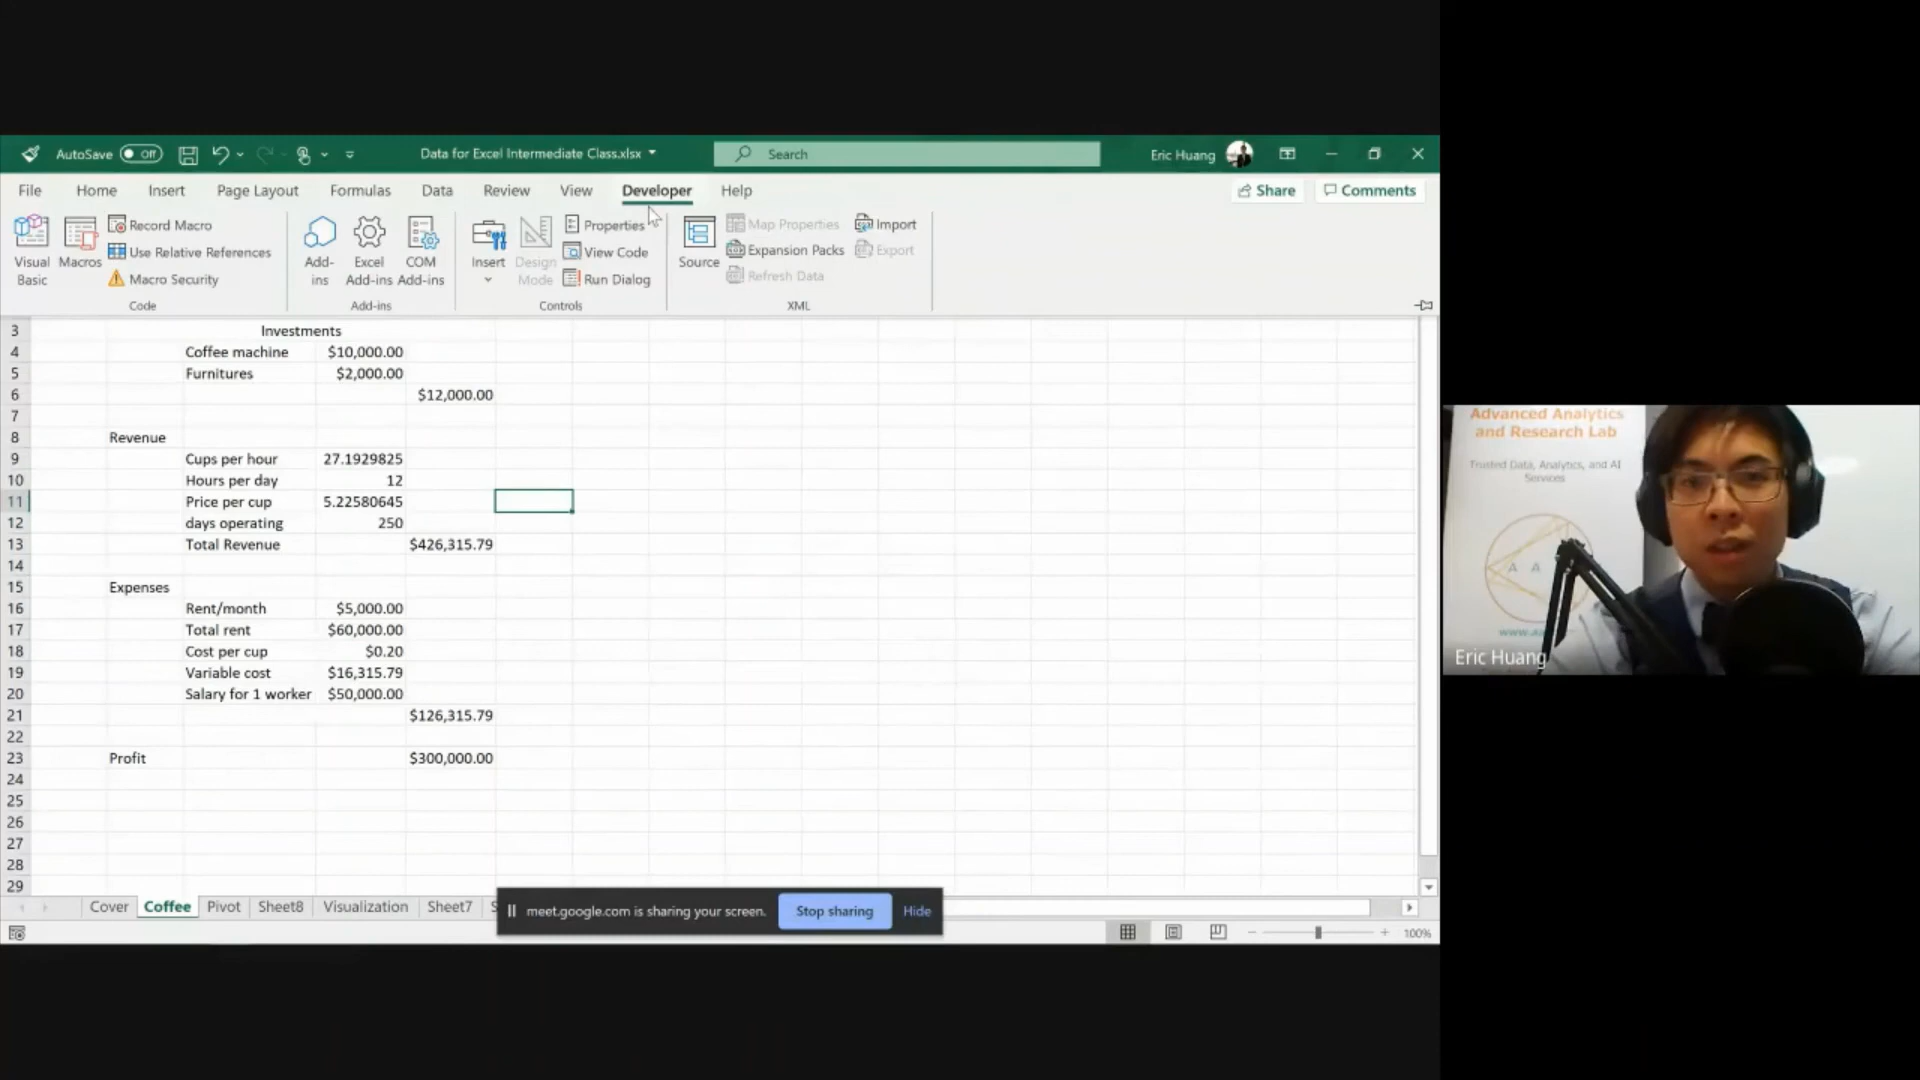 AutoSave Off Data for Excel Intermediate Class.xlsx Search Eric Huang
File Home Insert Page Layout Formulas Data Review View Developer Help Share Comments
Visual Basic
Macros
Record Macro
Use Relative References
Macro Security
Code
Add-ins
Excel Add-ins
COM Add-ins
Add-ins
Insert
Design Mode
Properties
View Code
Run Dialog
Controls
Source
Map Properties
Expansion Packs
Refresh Data
Import
Export
XML
3 Investments
4 Coffee machine $10,000.00
5 Furnitures $2,000.00
6 $12,000.00
7
8 Revenue
9 Cups per hour 27.1929825
10 Hours per day 12
11 Price per cup 5.22580645
12 days operating 250
13 Total Revenue $426,315.79
14
15 Expenses
16 Rent/month $5,000.00
17 Total rent $60,000.00
18 Cost per cup $0.20
19 Variable cost $16,315.79
20 Salary for 1 worker $50,000.00
21 $126,315.79
22
23 Profit $300,000.00
24
25
26
27
28
29
Cover Coffee Pivot Sheet8 Visualization Sheet7
meet.google.com is sharing your screen. Stop sharing Hide
100%
Advanced Analytics
and Research Lab
Trusted Data, Analytics, and AI
Services
A A
www.
Eric Huang